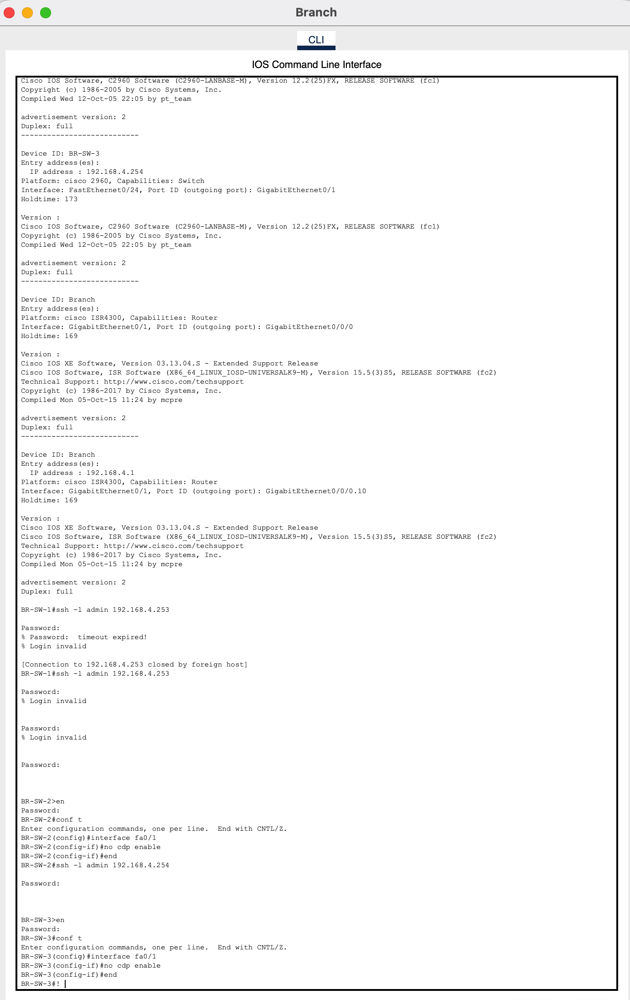 Branch
CLI
IOS Command Line Interface
Cisco IOS Software, C2960 Software (C2960-LANBASE-M), Version 12.2(25)FX, RELEASE SOFTWARE (fc1)
Copyright (c) 1986-2005 by Cisco Systems, Inc.
Compiled Wed 12-Oct-05 22:05 by pt_team
advertisement version: 2
Duplex: full
---------------------------
Device ID: BR-SW-3
Entry address(es):
  IP address : 192.168.4.254
Platform: cisco 2960, Capabilities: Switch
Interface: FastEthernet0/24, Port ID (outgoing port): GigabitEthernet0/1
Holdtime: 173
Version :
Cisco IOS Software, C2960 Software (C2960-LANBASE-M), Version 12.2(25)FX, RELEASE SOFTWARE (fc1)
Copyright (c) 1986-2005 by Cisco Systems, Inc.
Compiled Wed 12-Oct-05 22:05 by pt_team
advertisement version: 2
Duplex: full
---------------------------
Device ID: Branch
Entry address(es):
Platform: cisco ISR4300, Capabilities: Router
Interface: GigabitEthernet0/1, Port ID (outgoing port): GigabitEthernet0/0/0
Holdtime: 169
Version :
Cisco IOS XE Software, Version 03.13.04.S - Extended Support Release
Cisco IOS Software, ISR Software (X86_64_LINUX_IOSD-UNIVERSALK9-M), Version 15.5(3)S5, RELEASE SOFTWARE (fc2)
Technical Support: http://www.cisco.com/techsupport
Copyright (c) 1986-2017 by Cisco Systems, Inc.
Compiled Mon 05-Oct-15 11:24 by mcpre
advertisement version: 2
Duplex: full
---------------------------
Device ID: Branch
Entry address(es):
  IP address : 192.168.4.1
Platform: cisco ISR4300, Capabilities: Router
Interface: GigabitEthernet0/1, Port ID (outgoing port): GigabitEthernet0/0/0.10
Holdtime: 169
Version :
Cisco IOS XE Software, Version 03.13.04.S - Extended Support Release
Cisco IOS Software, ISR Software (X86_64_LINUX_IOSD-UNIVERSALK9-M), Version 15.5(3)S5, RELEASE SOFTWARE (fc2)
Technical Support: http://www.cisco.com/techsupport
Copyright (c) 1986-2017 by Cisco Systems, Inc.
Compiled Mon 05-Oct-15 11:24 by mcpre
advertisement version: 2
Duplex: full
BR-SW-1#ssh -l admin 192.168.4.253
Password:
% Password:  timeout expired!
% Login invalid
[Connection to 192.168.4.253 closed by foreign host]
BR-SW-1#ssh -l admin 192.168.4.253
Password:
% Login invalid
Password:
% Login invalid
Password:
BR-SW-2>en
Password:
BR-SW-2#conf t
Enter configuration commands, one per line.  End with CNTL/Z.
BR-SW-2(config)#interface fa0/1
BR-SW-2(config-if)#no cdp enable
BR-SW-2(config-if)#end
BR-SW-2#ssh -l admin 192.168.4.254
Password:
BR-SW-3>en
Password:
BR-SW-3#conf t
Enter configuration commands, one per line.  End with CNTL/Z.
BR-SW-3(config)#interface fa0/1
BR-SW-3(config-if)#no cdp enable
BR-SW-3(config-if)#end
BR-SW-3#!